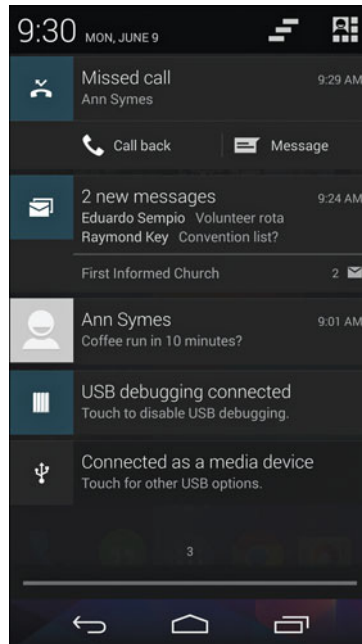 9:30 MON, JUNE 9
Missed call 9:29 AM
Ann Symes
Call back Message
2 new messages 9:24 AM
Eduardo Sempio Volunteer rota
Raymond Key Convention list?
First Informed Church 2
Ann Symes 9:01 AM
Coffee run in 10 minutes?
USB debugging connected
Touch to disable USB debugging.
Connected as a media device
Touch for other USB options.
3